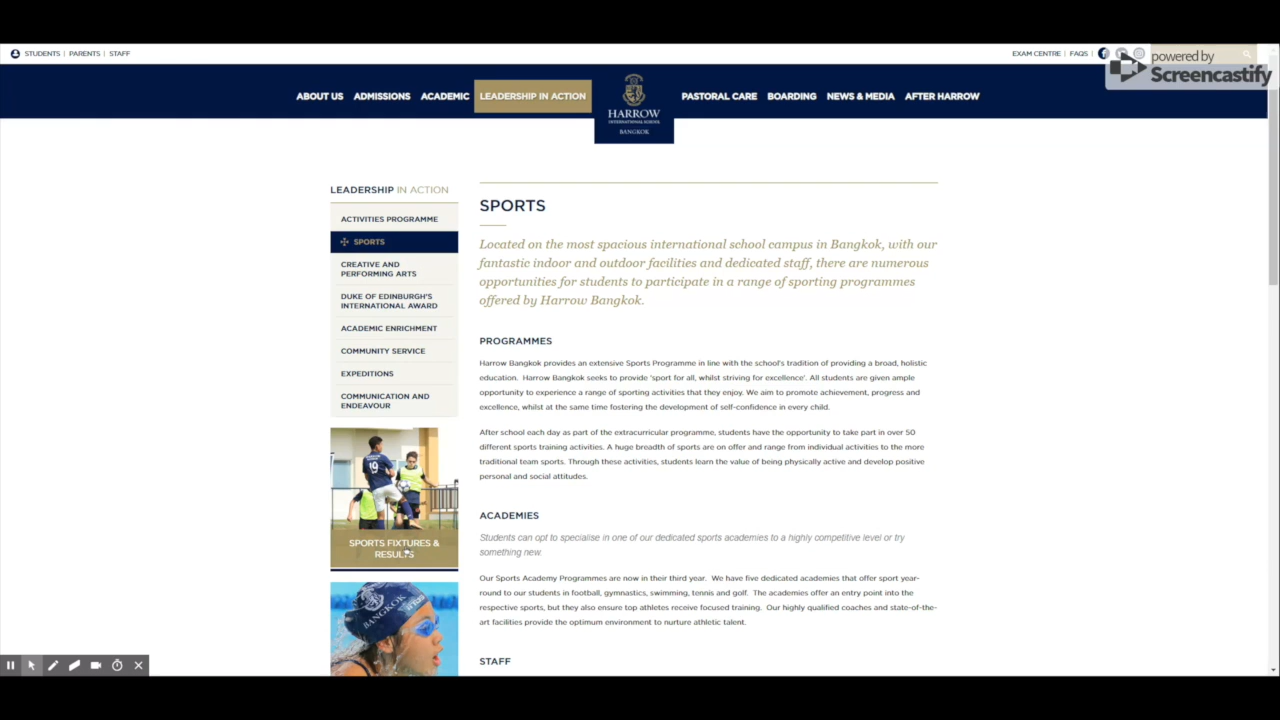 STUDENTS | PARENTS | STAFF
EXAM CENTRE | FAQS |
powered by
Screencastify
ABOUT US ADMISSIONS ACADEMIC LEADERSHIP IN ACTION
HARROW
INTERNATIONAL SCHOOL
BANGKOK
PASTORAL CARE BOARDING NEWS & MEDIA AFTER HARROW
LEADERSHIP IN ACTION
ACTIVITIES PROGRAMME
SPORTS
CREATIVE AND
PERFORMING ARTS
DUKE OF EDINBURGH'S
INTERNATIONAL AWARD
ACADEMIC ENRICHMENT
COMMUNITY SERVICE
EXPEDITIONS
COMMUNICATION AND
ENDEAVOUR
19
SPORTS FIXTURES &
RESULTS
BANGKOK
SPORTS
Located on the most spacious international school campus in Bangkok, with our
fantastic indoor and outdoor facilities and dedicated staff, there are numerous
opportunities for students to participate in a range of sporting programmes
offered by Harrow Bangkok.
PROGRAMMES
Harrow Bangkok provides an extensive Sports Programme in line with the school's tradition of providing a broad, holistic
education. Harrow Bangkok seeks to provide 'sport for all, whilst striving for excellence'. All students are given ample
opportunity to experience a range of sporting activities that they enjoy. We aim to promote achievement, progress and
excellence, whilst at the same time fostering the development of self-confidence in every child.
After school each day as part of the extracurricular programme, students have the opportunity to take part in over 50
different sports training activities. A huge breadth of sports are on offer and range from individual activities to the more
traditional team sports. Through these activities, students learn the value of being physically active and develop positive
personal and social attitudes.
ACADEMIES
Students can opt to specialise in one of our dedicated sports academies to a highly competitive level or try
something new.
Our Sports Academy Programmes are now in their third year. We have five dedicated academies that offer sport year-
round to our students in football, gymnastics, swimming, tennis and golf. The academies offer an entry point into the
respective sports, but they also ensure top athletes receive focused training. Our highly qualified coaches and state-of-the-
art facilities provide the optimum environment to nurture athletic talent.
STAFF